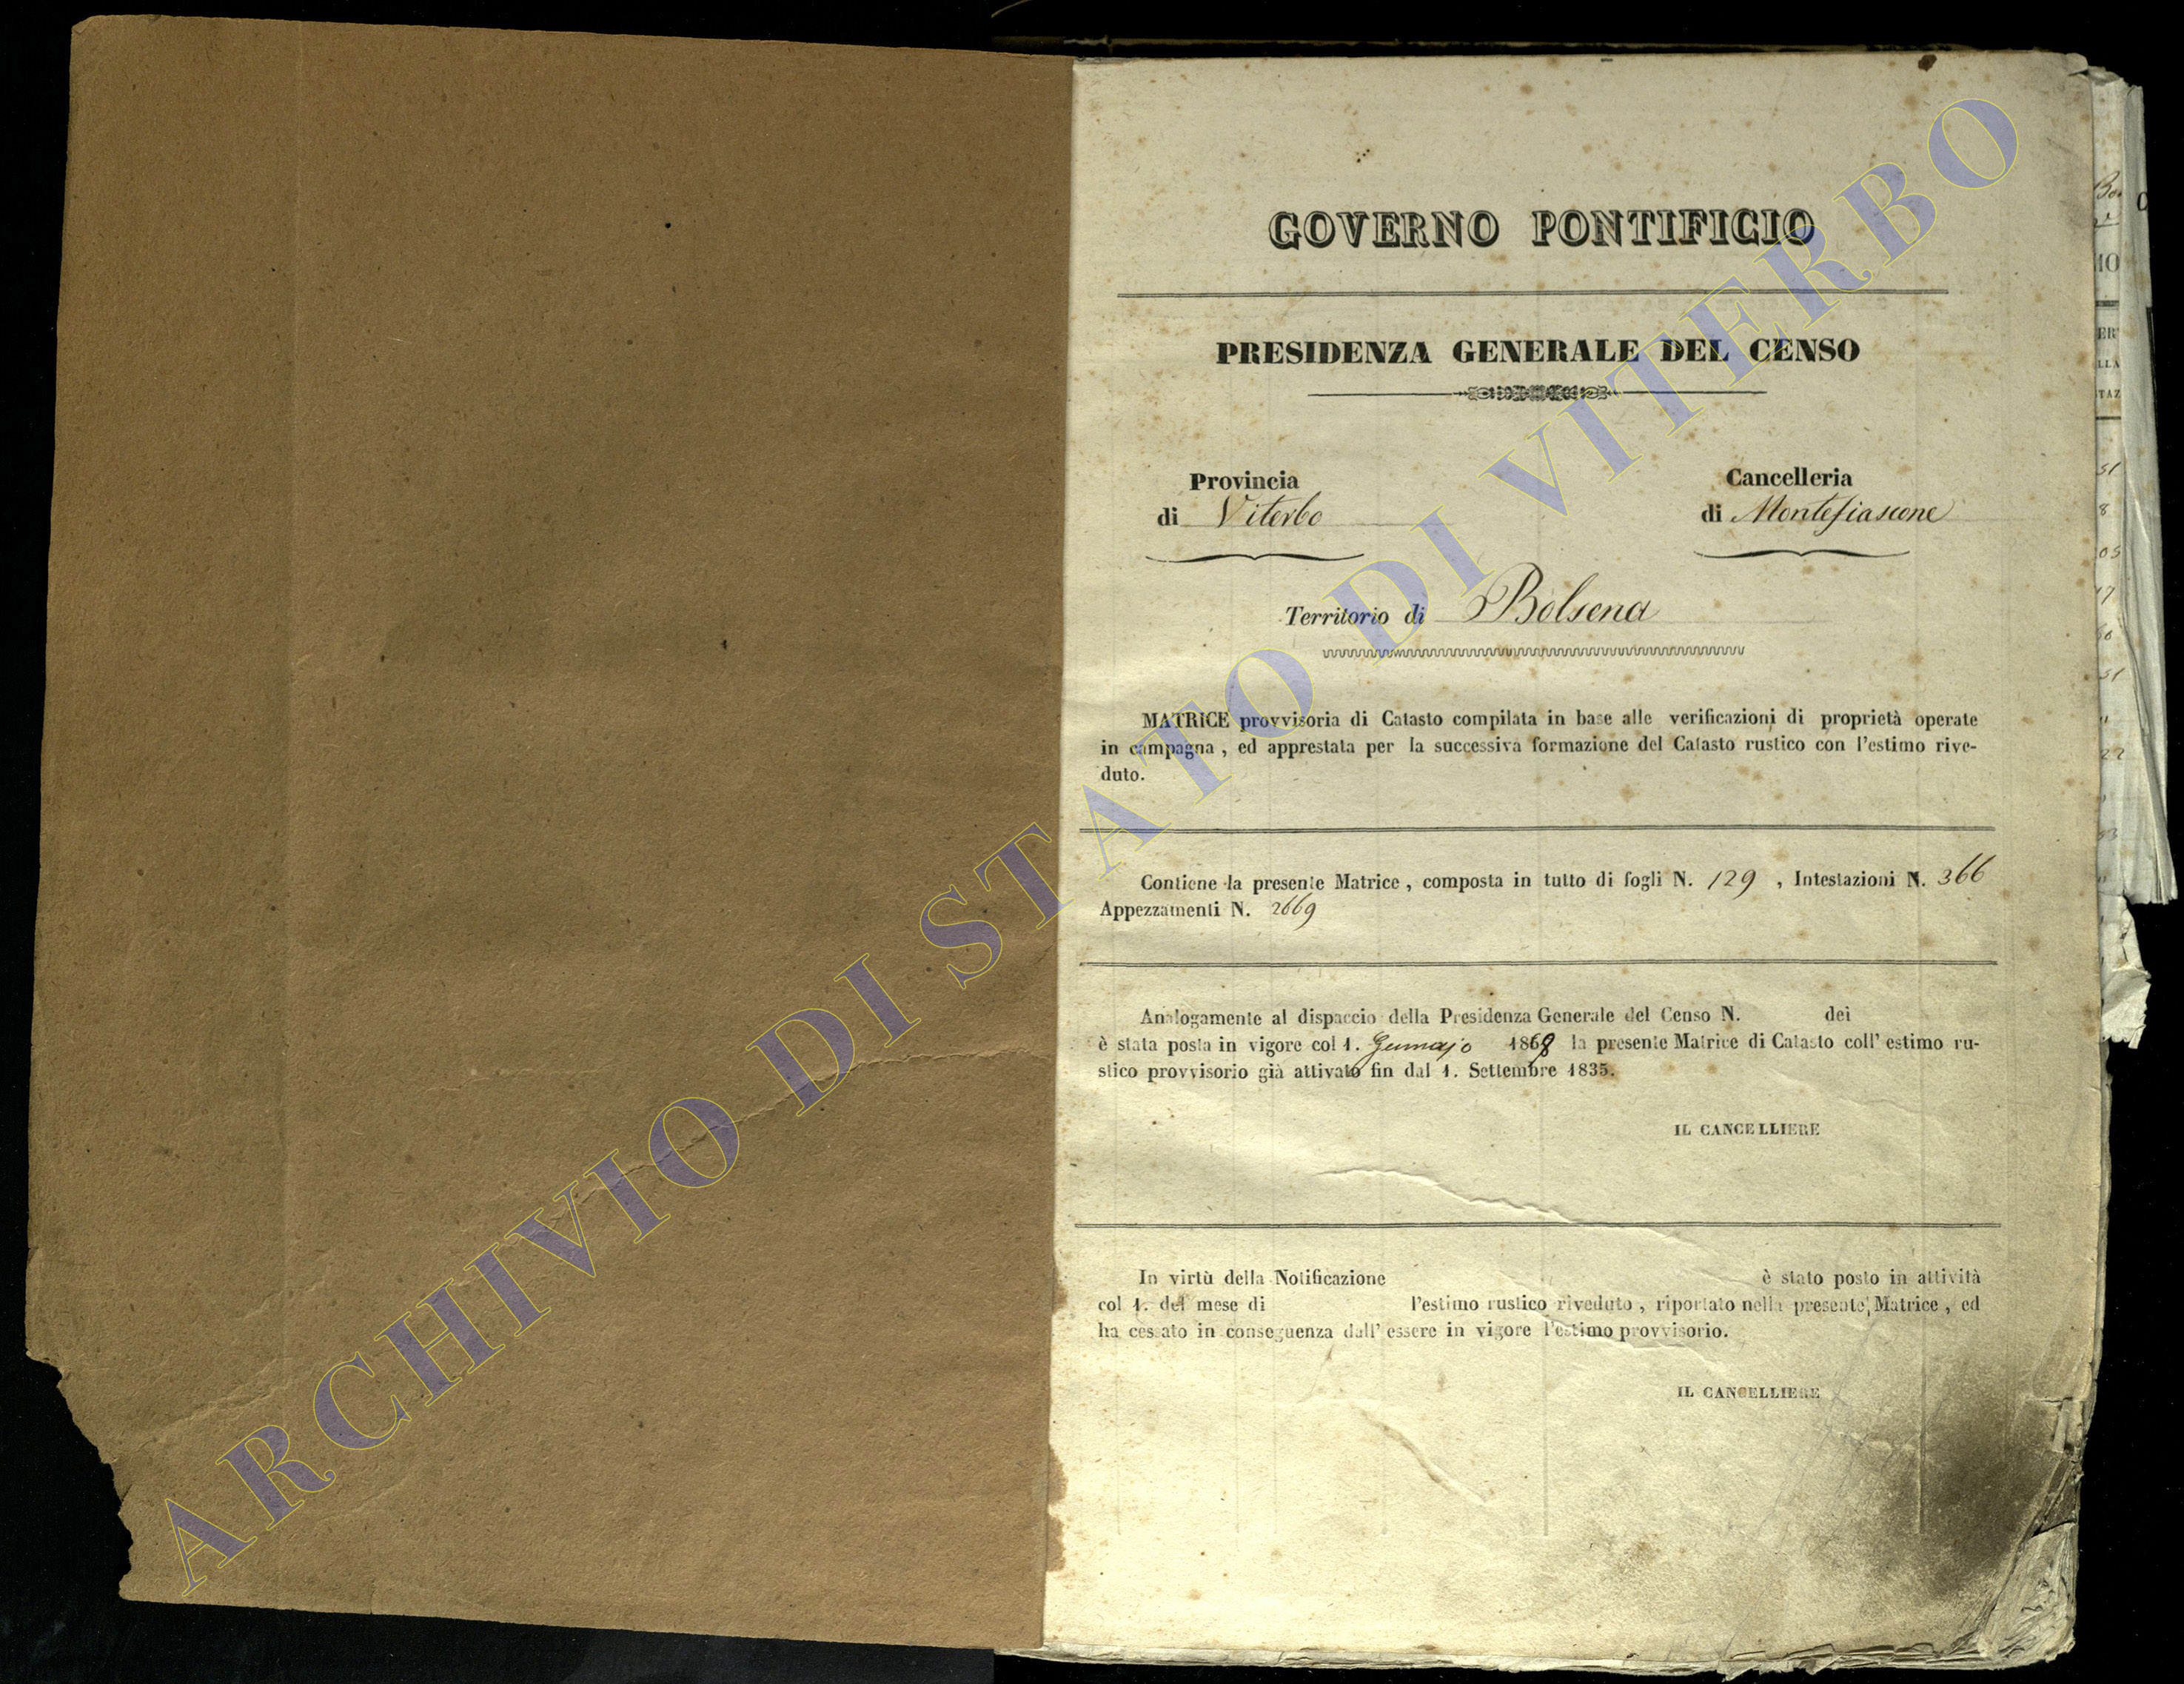 GOVERNO PONTIFICIO
PRESIDENZA GENERALE DEL CENSO
Provincia
di Viterbo
Cancelleria
di Montefiascone
Territorio di Bolsena
MATRICE provvisoria di Catasto compilata in base alle verificazioni di proprietà operate
in campagna, ed apprestata per la successiva formazione del Catasto rustico con l'estimo rive-
duto.
Contiene la presente Matrice, composta in tutto di fogli N. 129, Intestazioni N. 366
Appezzamenti N. 2669
Analogamente al dispaccio della Presidenza Generale del Censo N. dei
è stata posta in vigore col 1. Gennajo la presente Matrice di Catasto coll' estimo ru-
stico provvisorio già attivato fin dal 1. Settembre 1835.
IL CANCELLIERE
In virtù della Notificazione è stato posto in attività
col 1. del mese di l'estimo rustico riveduto, riportato nella presente Matrice, ed
ha cessato in conseguenza dall' essere in vigore l'estimo provvisorio.
IL CANCELLIERE
ARCHIVIO DI STATO DI VITERBO